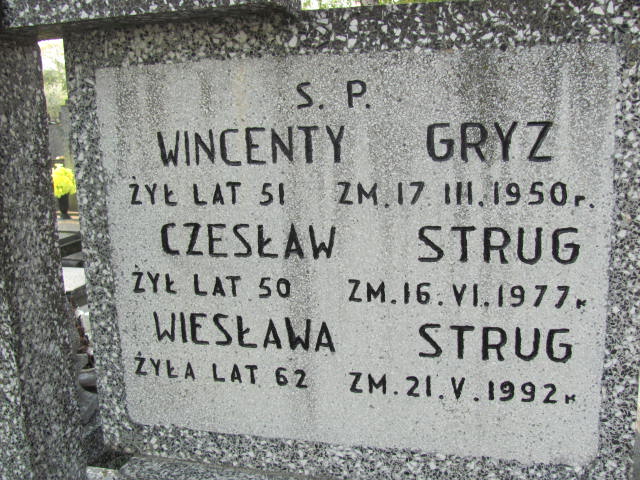 S. P.
WINCENTY GRYZ
ŻYŁ LAT 51 ZM. 17 III. 1950 r.
CZESŁAW STRUG
ŻYŁ LAT 50 ZM. 16. VI. 1977 r
WIESŁAWA STRUG
ŻYŁA LAT 62 ZM. 21. V. 1992 r